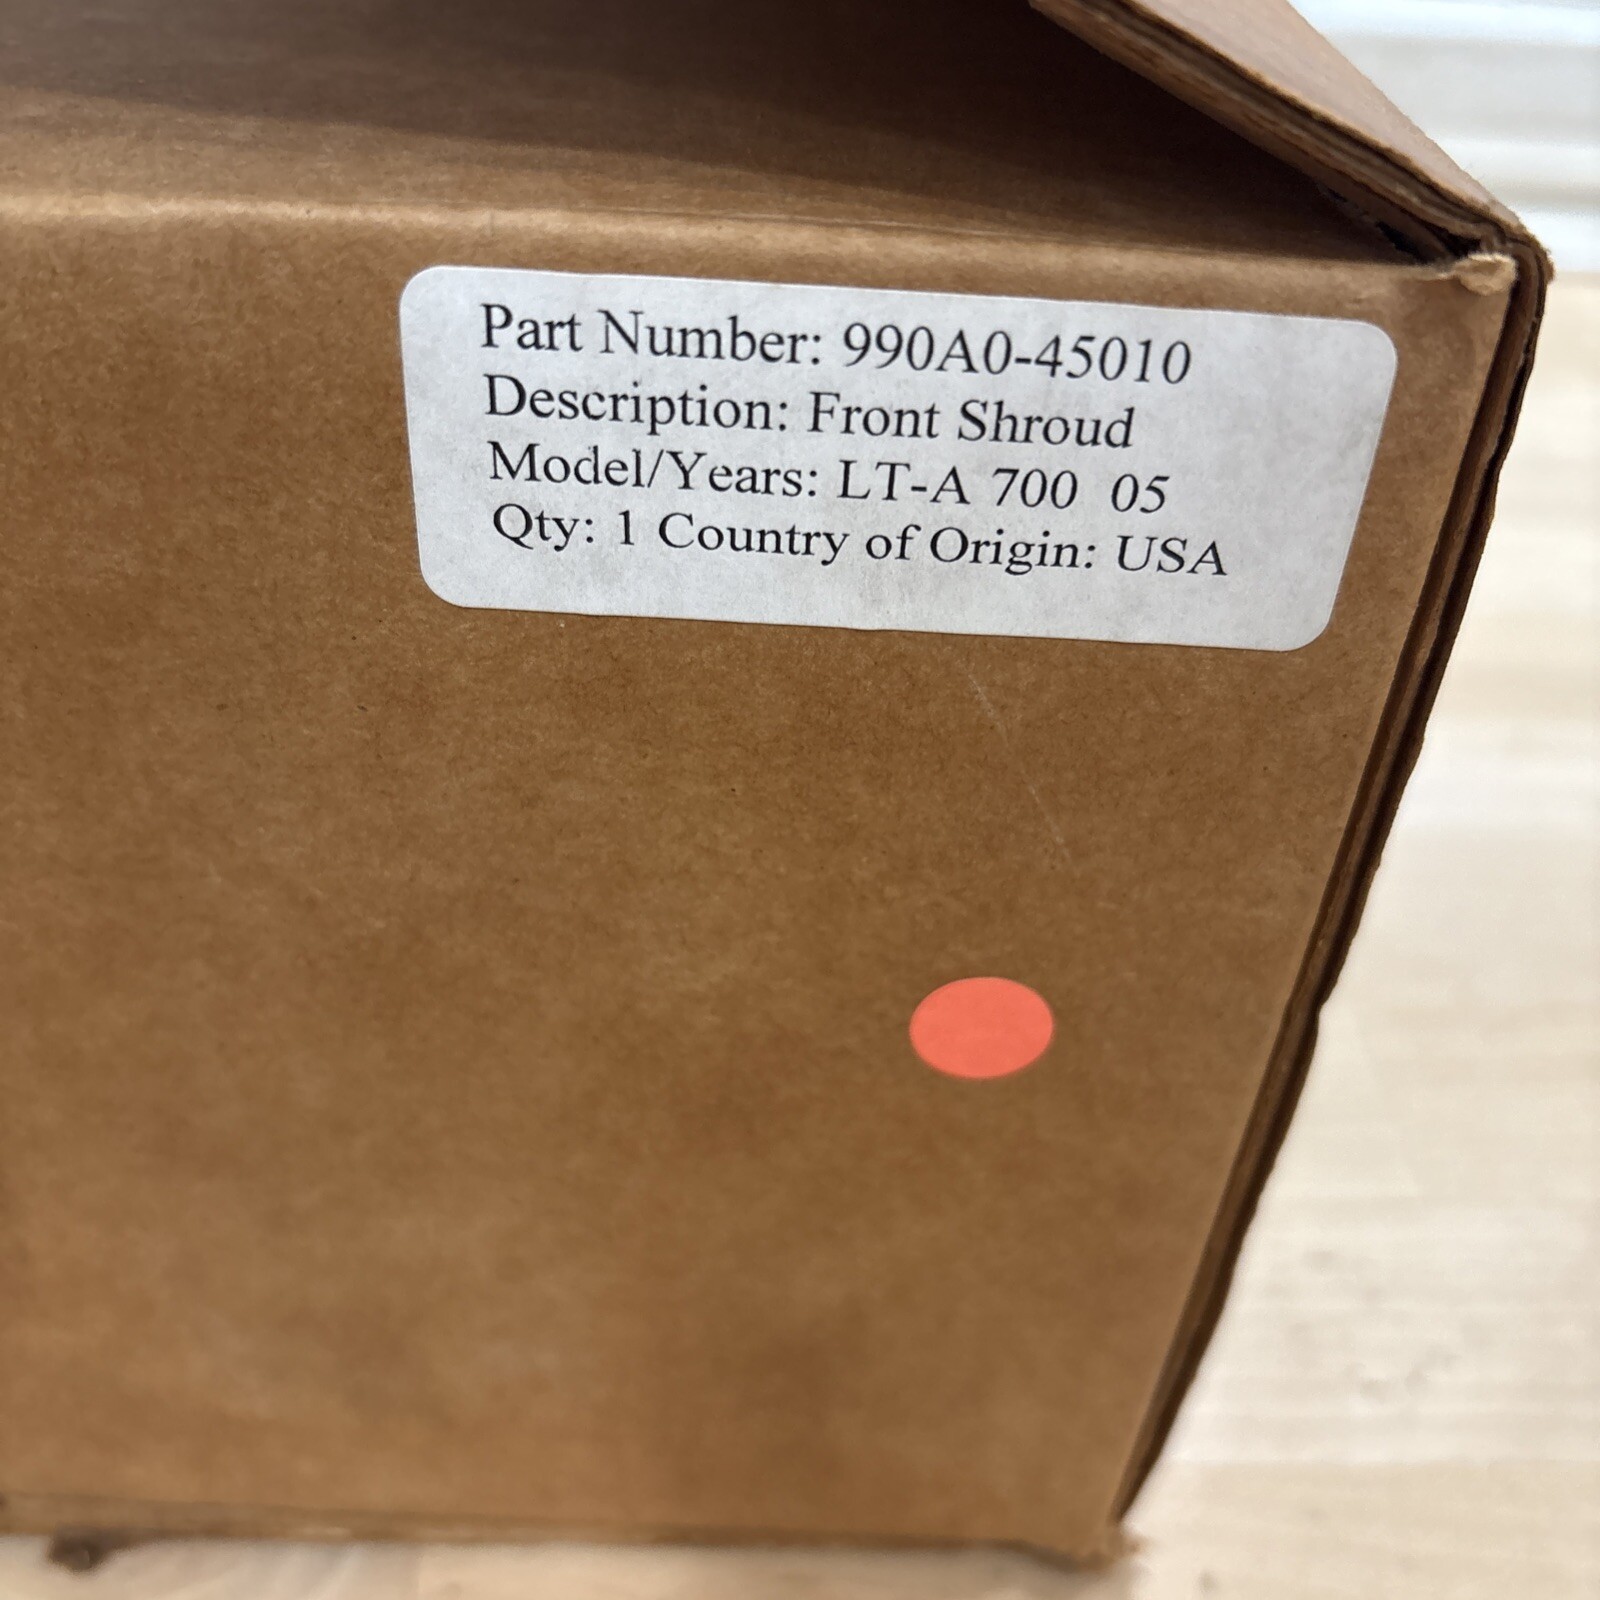 Part Number: 990A0-45010
Description: Front Shroud
Model/Years: LT-A 700 05
Qty: 1 Country of Origin: USA